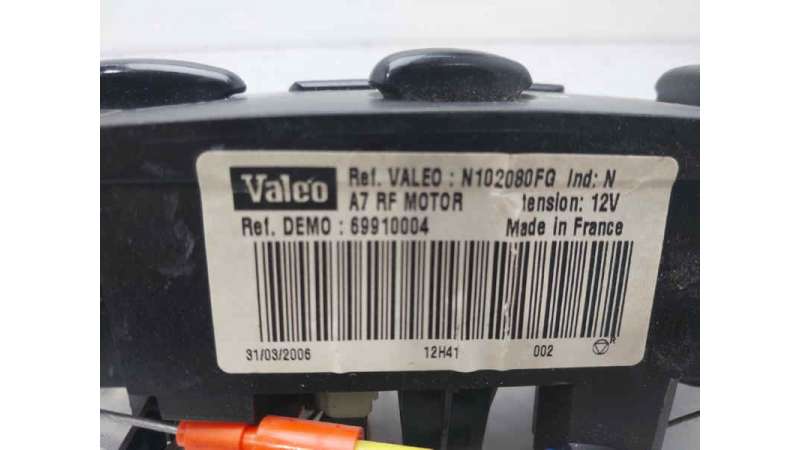 Valeo Ref. VALEO : N102080FG Ind: N
A7 RF MOTOR tension: 12V
Ref. DEMO : 69910004 Made in France
31/03/2006 12H41 002 R